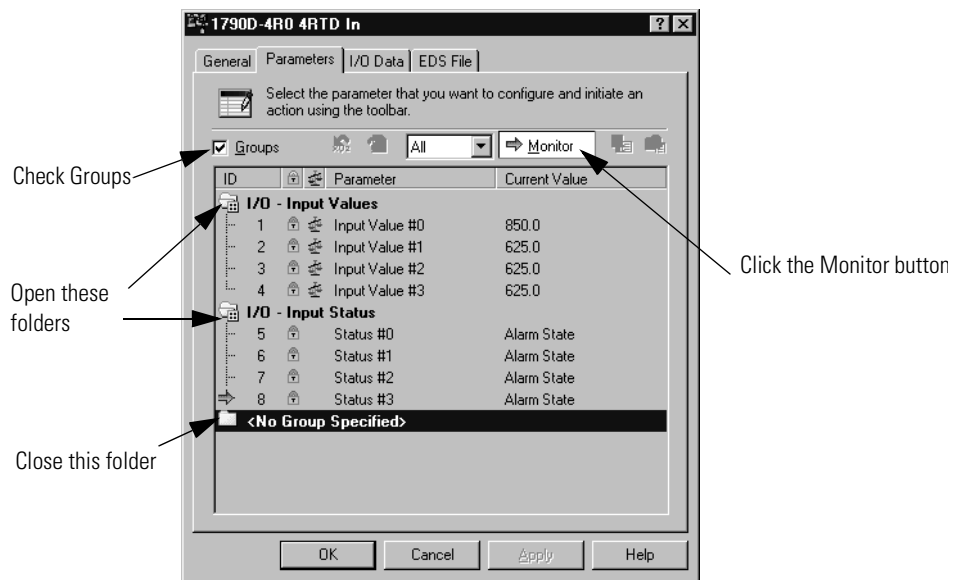 1790D-4R0 4RTD In
General Parameters I/O Data EDS File
Select the parameter that you want to configure and initiate an
action using the toolbar.
Groups All Monitor
Check Groups
ID Parameter Current Value
I/O - Input Values
1 Input Value #0 850.0
2 Input Value #1 625.0
3 Input Value #2 625.0
4 Input Value #3 625.0
Click the Monitor button
Open these
folders
I/O - Input Status
5 Status #0 Alarm State
6 Status #1 Alarm State
7 Status #2 Alarm State
8 Status #3 Alarm State
<No Group Specified>
Close this folder
OK Cancel Apply Help